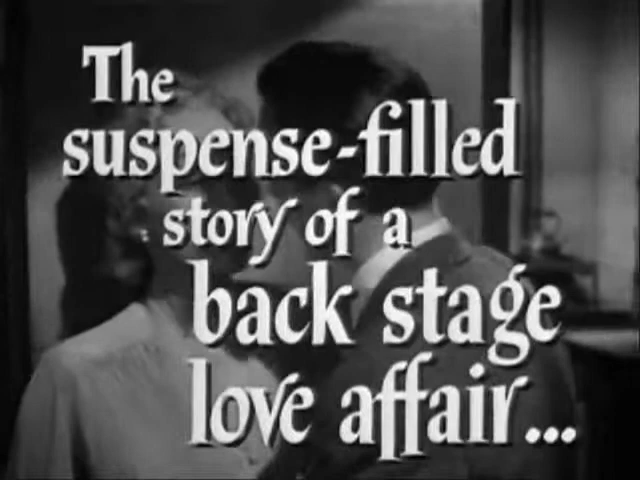 The
suspense-filled
story of a
back stage
love affair...